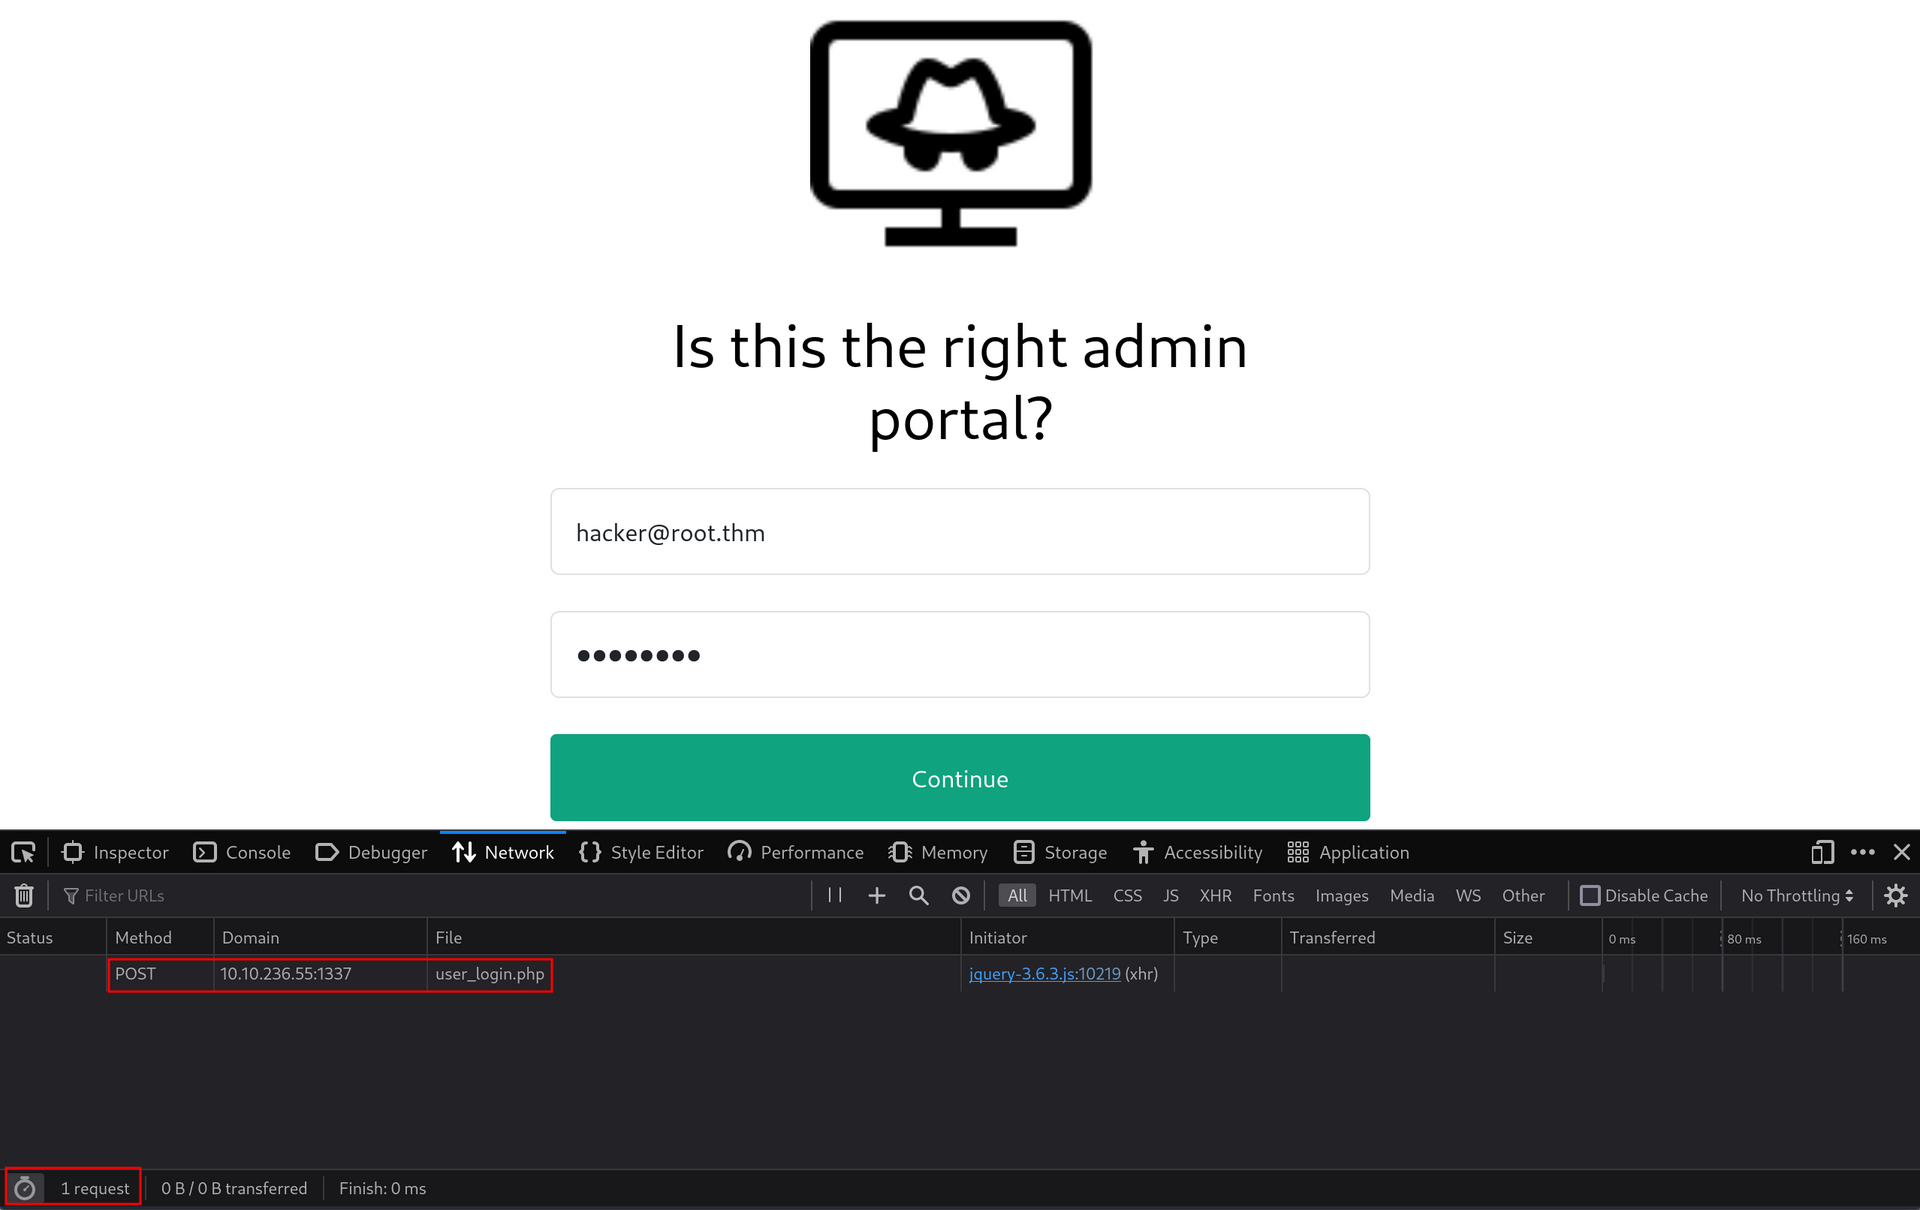 Is this the right admin
portal?
hacker@root.thm
••••••••
Continue
Inspector Console Debugger Network {} Style Editor Performance Memory Storage Accessibility Application
Filter URLs All HTML CSS JS XHR Fonts Images Media WS Other Disable Cache No Throttling
Status Method Domain File Initiator Type Transferred Size 0 ms 80 ms 160 ms
POST 10.10.236.55:1337 user_login.php jquery-3.6.3.js:10219 (xhr)
1 request 0 B / 0 B transferred Finish: 0 ms